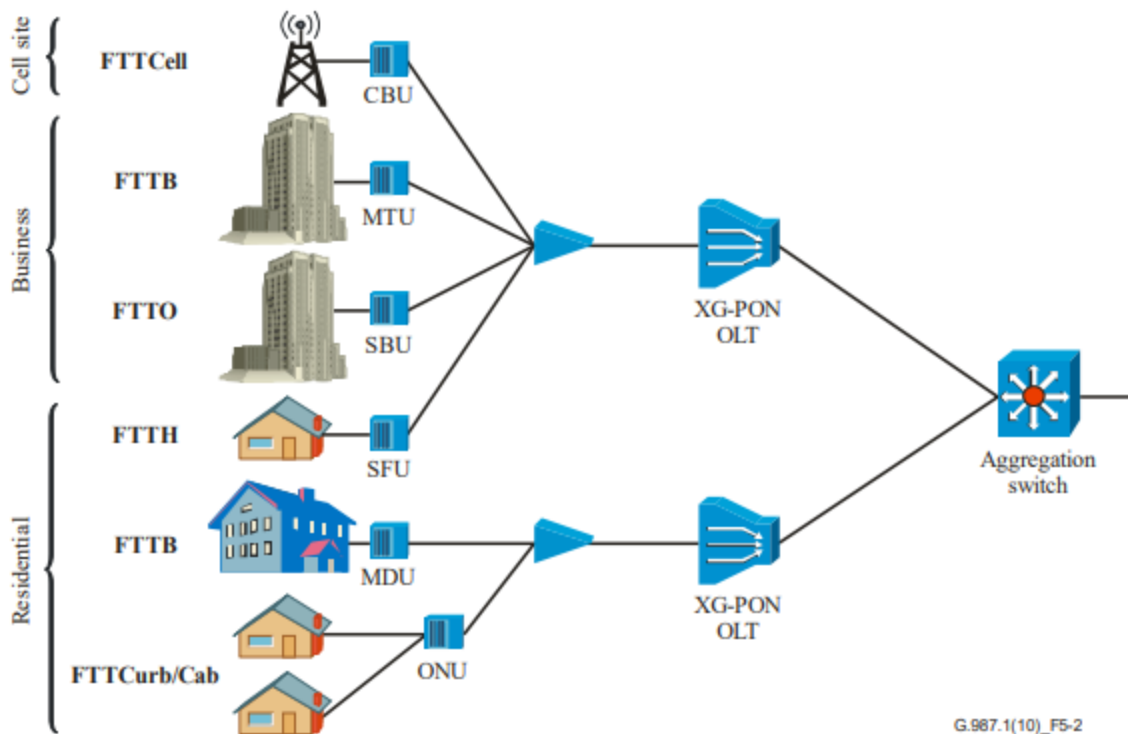 Cell site
FTTCell
CBU
Business
FTTB
MTU
XG-PON
OLT
FTTO
SBU
Aggregation
switch
Residential
FTTH
SFU
FTTB
MDU
XG-PON
OLT
FTTCurb/Cab
ONU
G.987.1(10)_F5-2